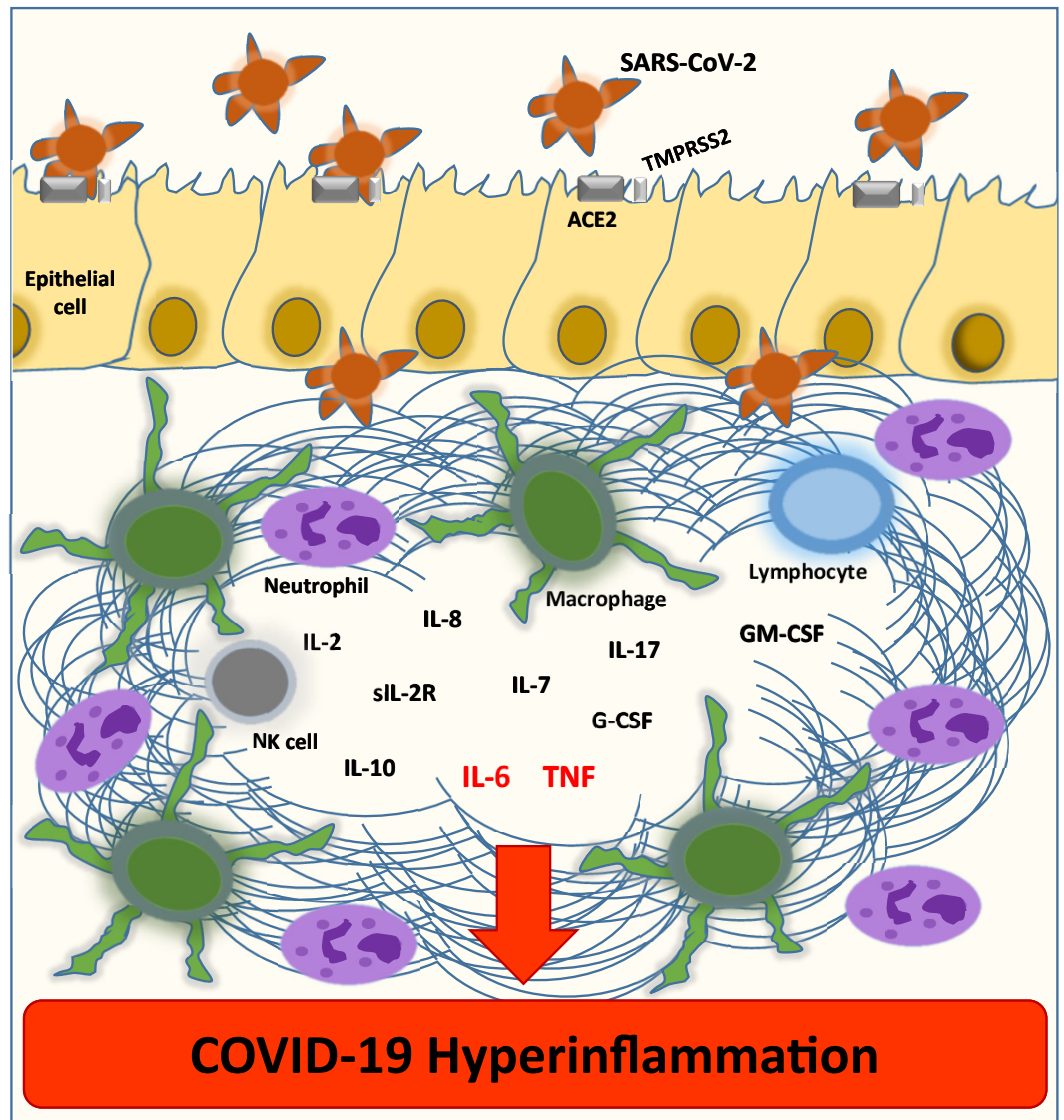 SARS-CoV-2
TMPRSS2
ACE2
Epithelial
cell
Neutrophil
Macrophage
Lymphocyte
IL-8
IL-2
IL-17
GM-CSF
sIL-2R
IL-7
G-CSF
NK cell
IL-10
IL-6 TNF
COVID-19 Hyperinflammation